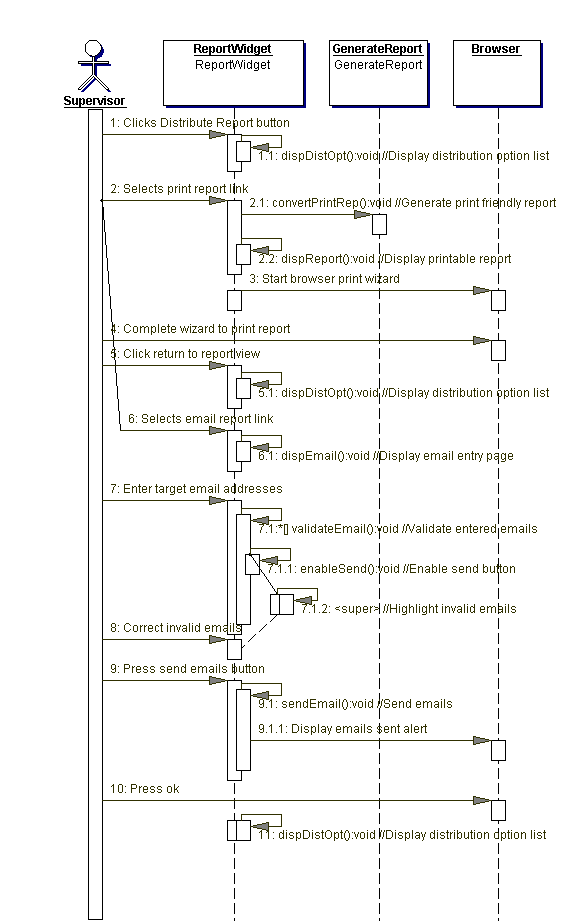 ReportWidget
ReportWidget
GenerateReport
GenerateReport
Browser
Supervisor
1: Clicks Distribute Report button
1.1: dispDistOpt():void //Display distribution option list
2: Selects print report link
2.1: convertPrintRep():void //Generate print friendly report
2.2: dispReport():void //Display printable report
3: Start browser print wizard
4: Complete wizard to print report
5: Click return to report view
5.1: dispDistOpt():void //Display distribution option list
6: Selects email report link
6.1: dispEmail():void //Display email entry page
7: Enter target email addresses
7.1:*[] validateEmail():void //Validate entered emails
7.1.1: enableSend():void //Enable send button
7.1.2: <super> //Highlight invalid emails
8: Correct invalid emails
9: Press send emails button
9.1: sendEmail():void //Send emails
9.1.1: Display emails sent alert
10: Press ok
11: dispDistOpt():void //Display distribution option list